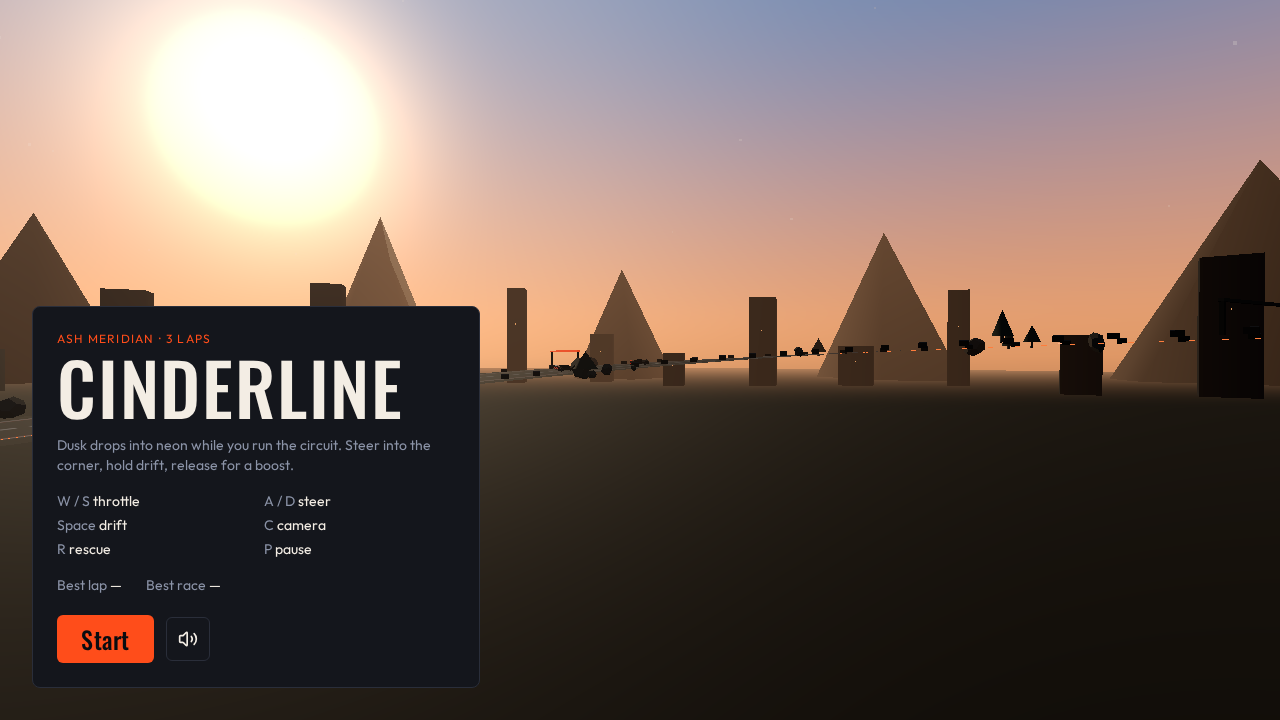 ASH MERIDIAN · 3 LAPS
CINDERLINE
Dusk drops into neon while you run the circuit. Steer into the
corner, hold drift, release for a boost.
W / S throttle
A / D steer
Space drift
C camera
R rescue
P pause
Best lap — Best race —
Start